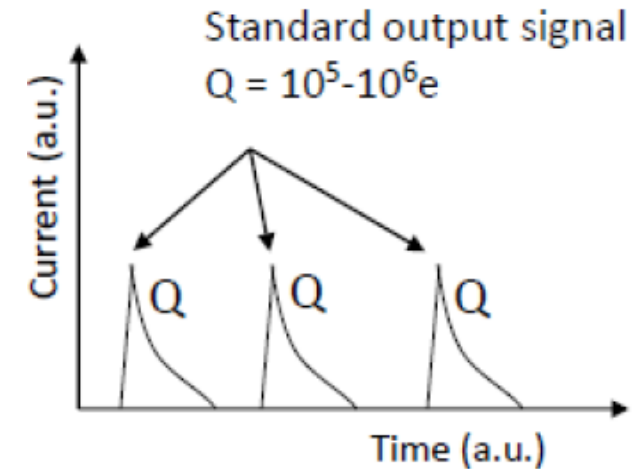 Standard output signal
Q = 10⁵-10⁶e
Current (a.u.)
Q
Q
Q
Time (a.u.)